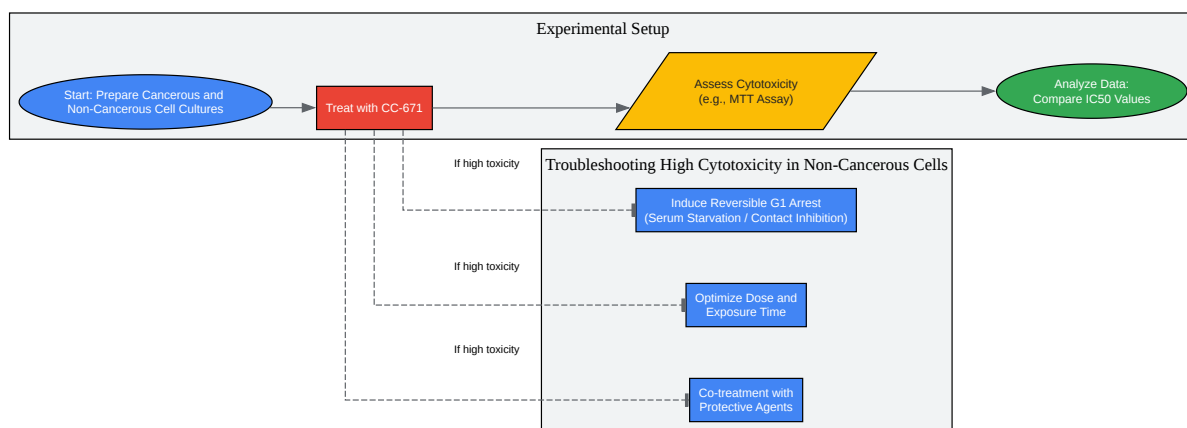 Experimental Setup
Start: Prepare Cancerous and
Non-Cancerous Cell Cultures
Treat with CC-671
Assess Cytotoxicity
(e.g., MTT Assay)
Analyze Data:
Compare IC50 Values
If high toxicity
Troubleshooting High Cytotoxicity in Non-Cancerous Cells
Induce Reversible G1 Arrest
(Serum Starvation / Contact Inhibition)
If high toxicity
Optimize Dose and
Exposure Time
If high toxicity
Co-treatment with
Protective Agents